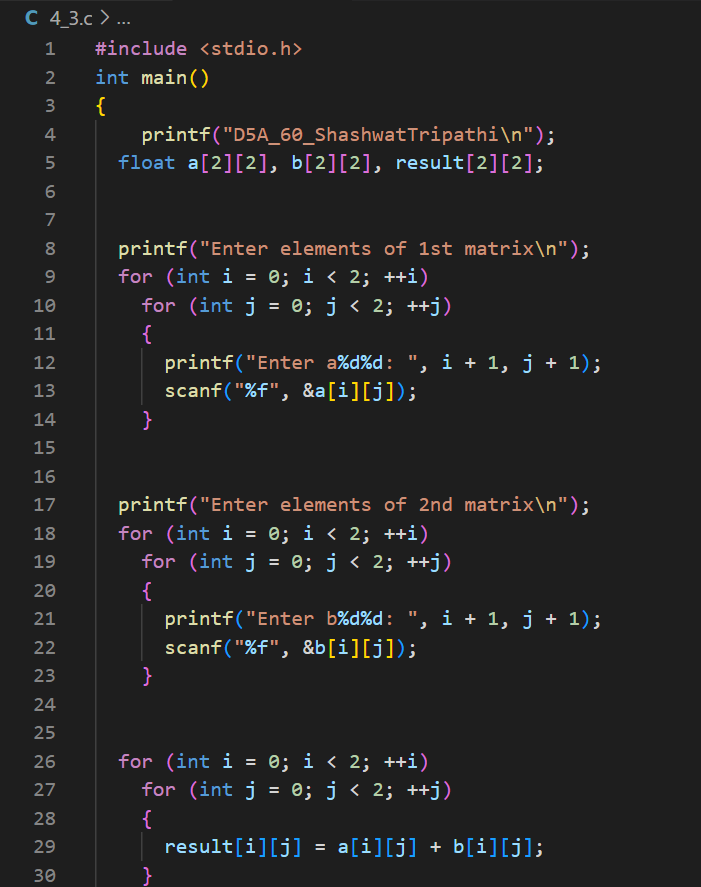 C 4_3.c > ...
1 #include <stdio.h>
2 int main()
3 {
4     printf("D5A_60_ShashwatTripathi\n");
5   float a[2][2], b[2][2], result[2][2];
6
7
8   printf("Enter elements of 1st matrix\n");
9   for (int i = 0; i < 2; ++i)
10     for (int j = 0; j < 2; ++j)
11     {
12       printf("Enter a%d%d: ", i + 1, j + 1);
13       scanf("%f", &a[i][j]);
14     }
15
16
17   printf("Enter elements of 2nd matrix\n");
18   for (int i = 0; i < 2; ++i)
19     for (int j = 0; j < 2; ++j)
20     {
21       printf("Enter b%d%d: ", i + 1, j + 1);
22       scanf("%f", &b[i][j]);
23     }
24
25
26   for (int i = 0; i < 2; ++i)
27     for (int j = 0; j < 2; ++j)
28     {
29       result[i][j] = a[i][j] + b[i][j];
30     }